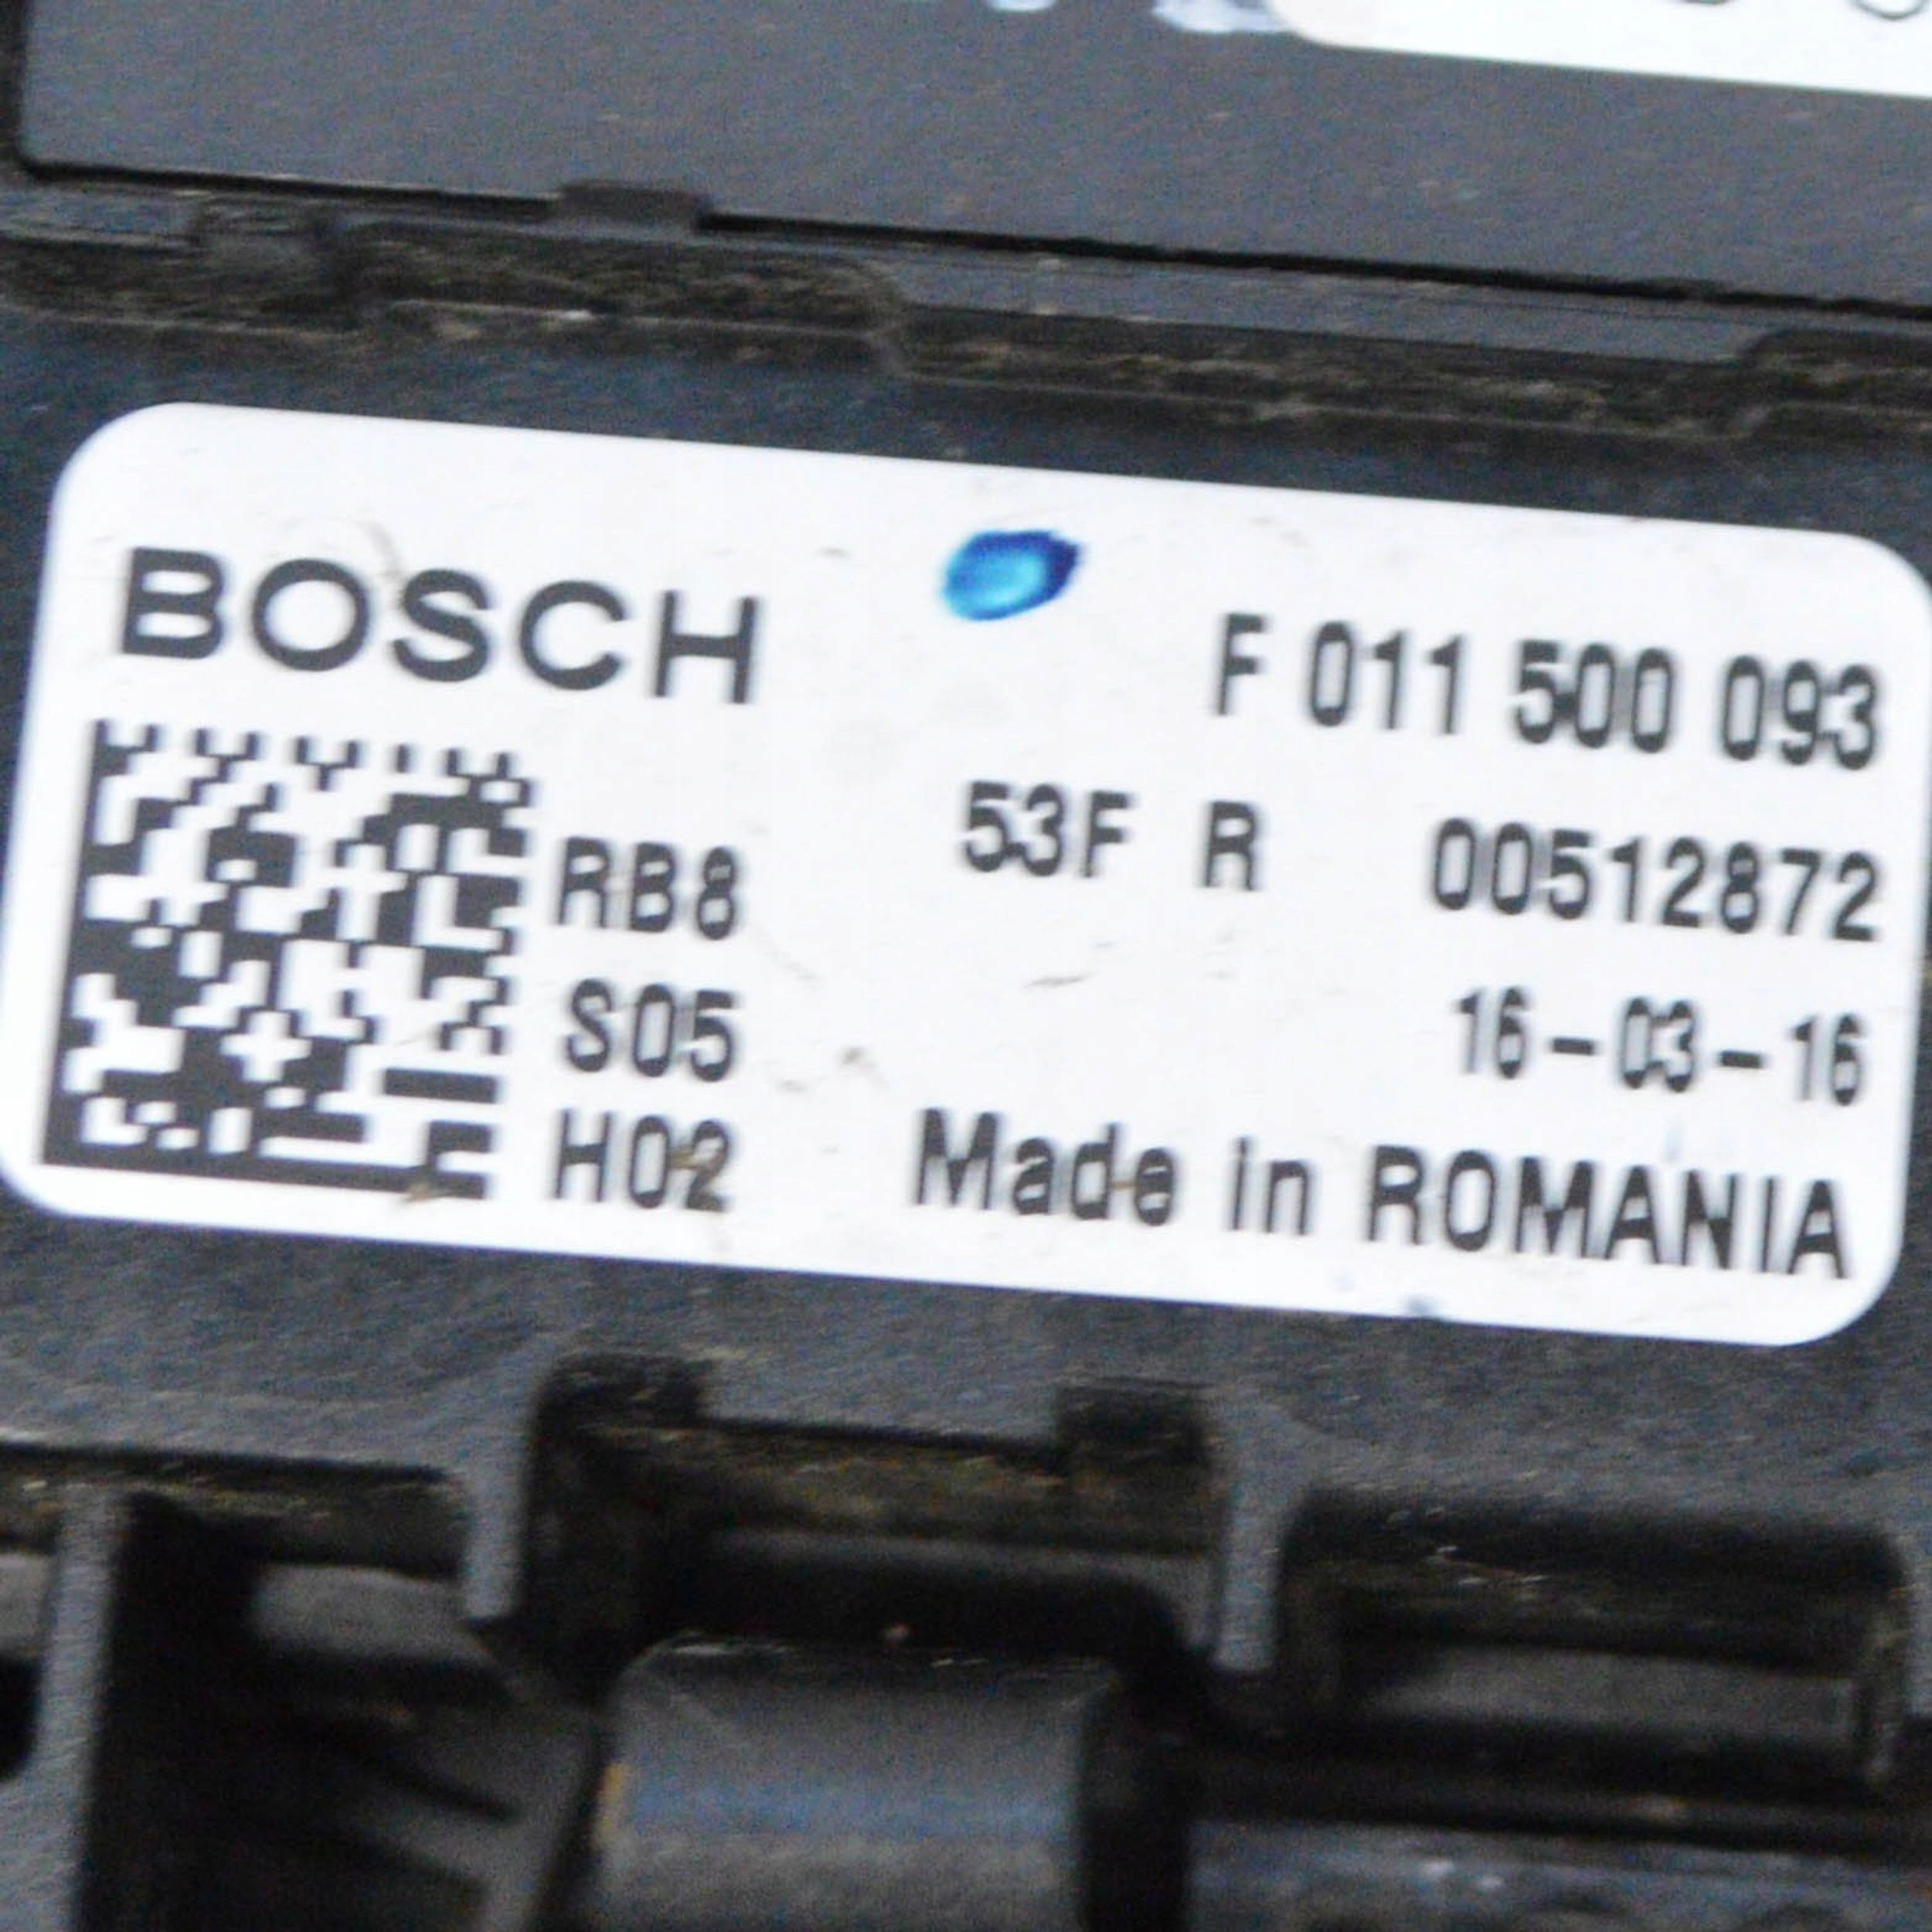 BOSCH
F 011 500 093
RB8 53F R 00512872
S05 16-03-16
H02 Made in ROMANIA